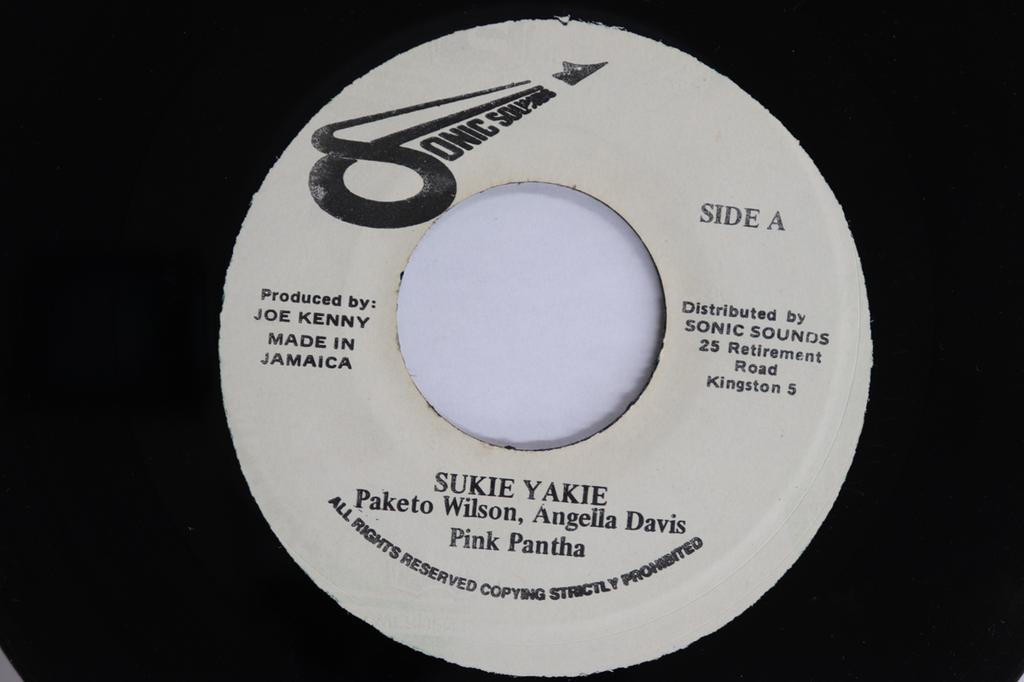 SONIC SOUNDS
SIDE A
Produced by:
JOE KENNY
MADE IN
JAMAICA
Distributed by
SONIC SOUNDS
25 Retirement
Road
Kingston 5
SUKIE YAKIE
Paketo Wilson, Angella Davis
Pink Pantha
ALL RIGHTS RESERVED COPYING STRICTLY PROHIBITED